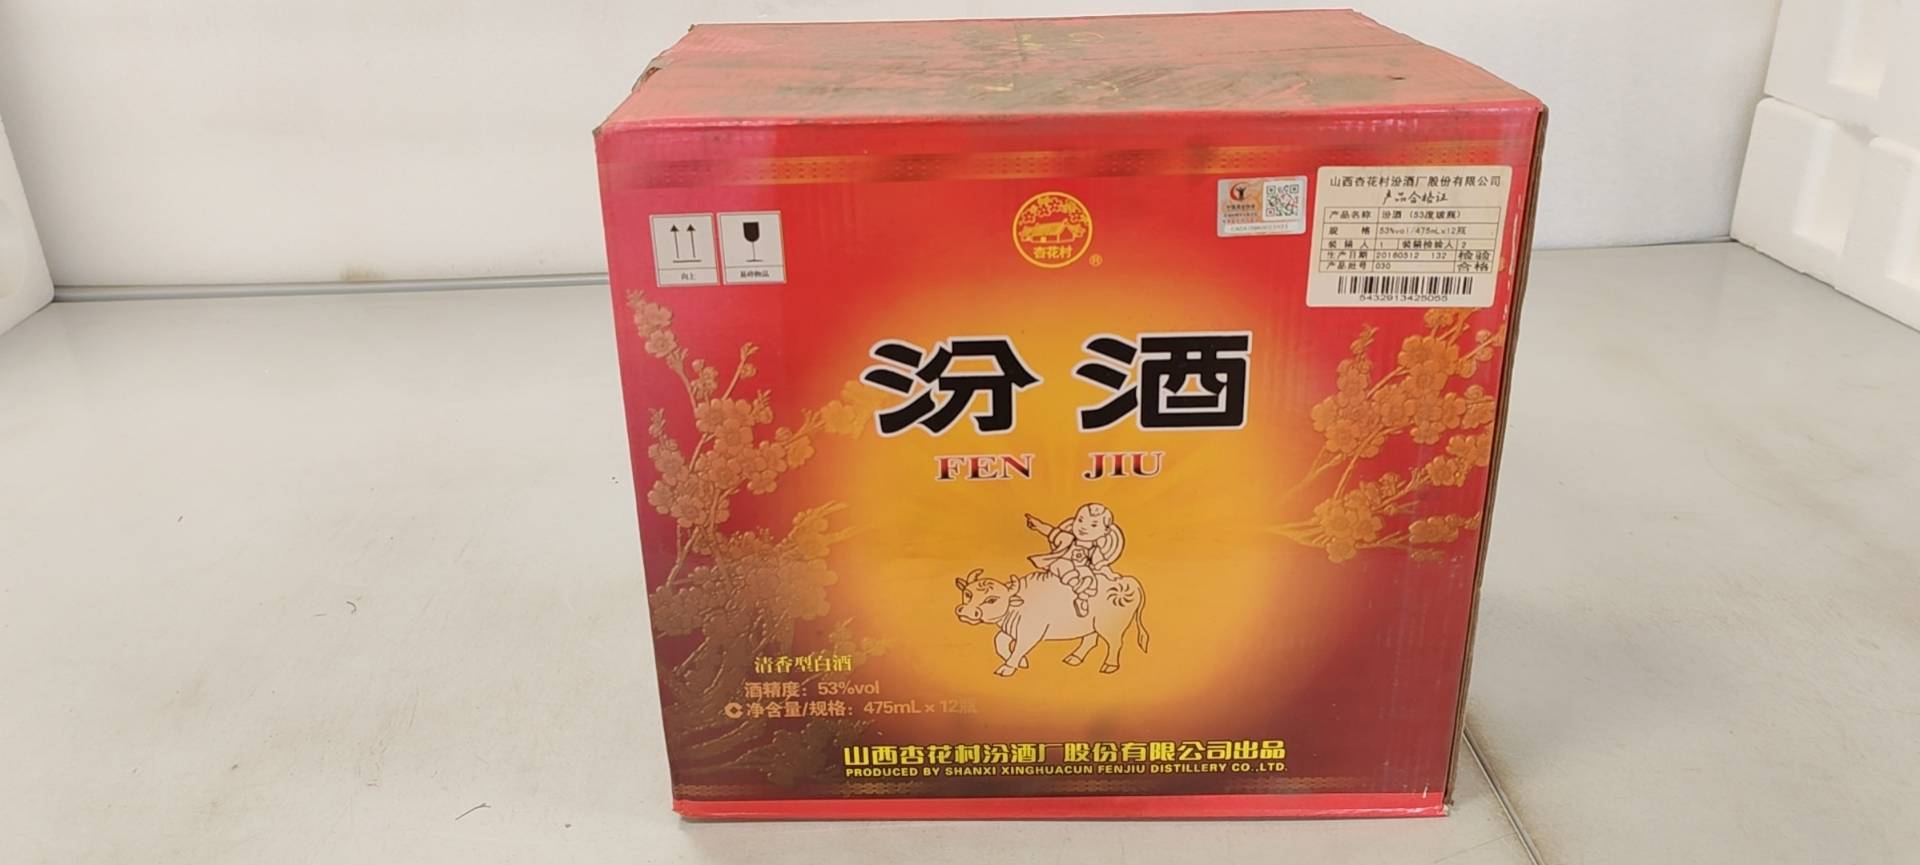 山西杏花村汾酒厂股份有限公司
产品合格证
产品名称 汾酒（53度玻瓶）
规 格 53%vol/475mLx12瓶
装箱人 1 装箱检验人 2
生产日期 20180512 132 检验
产品批号 030 合格
5432913425055
向上
易碎物品
杏花村
®
汾酒
FEN JIU
清香型白酒
酒精度：53%vol
净含量/规格：475mL×12瓶
山西杏花村汾酒厂股份有限公司出品
PRODUCED BY SHANXI XINGHUACUN FENJIU DISTILLERY CO.,LTD.